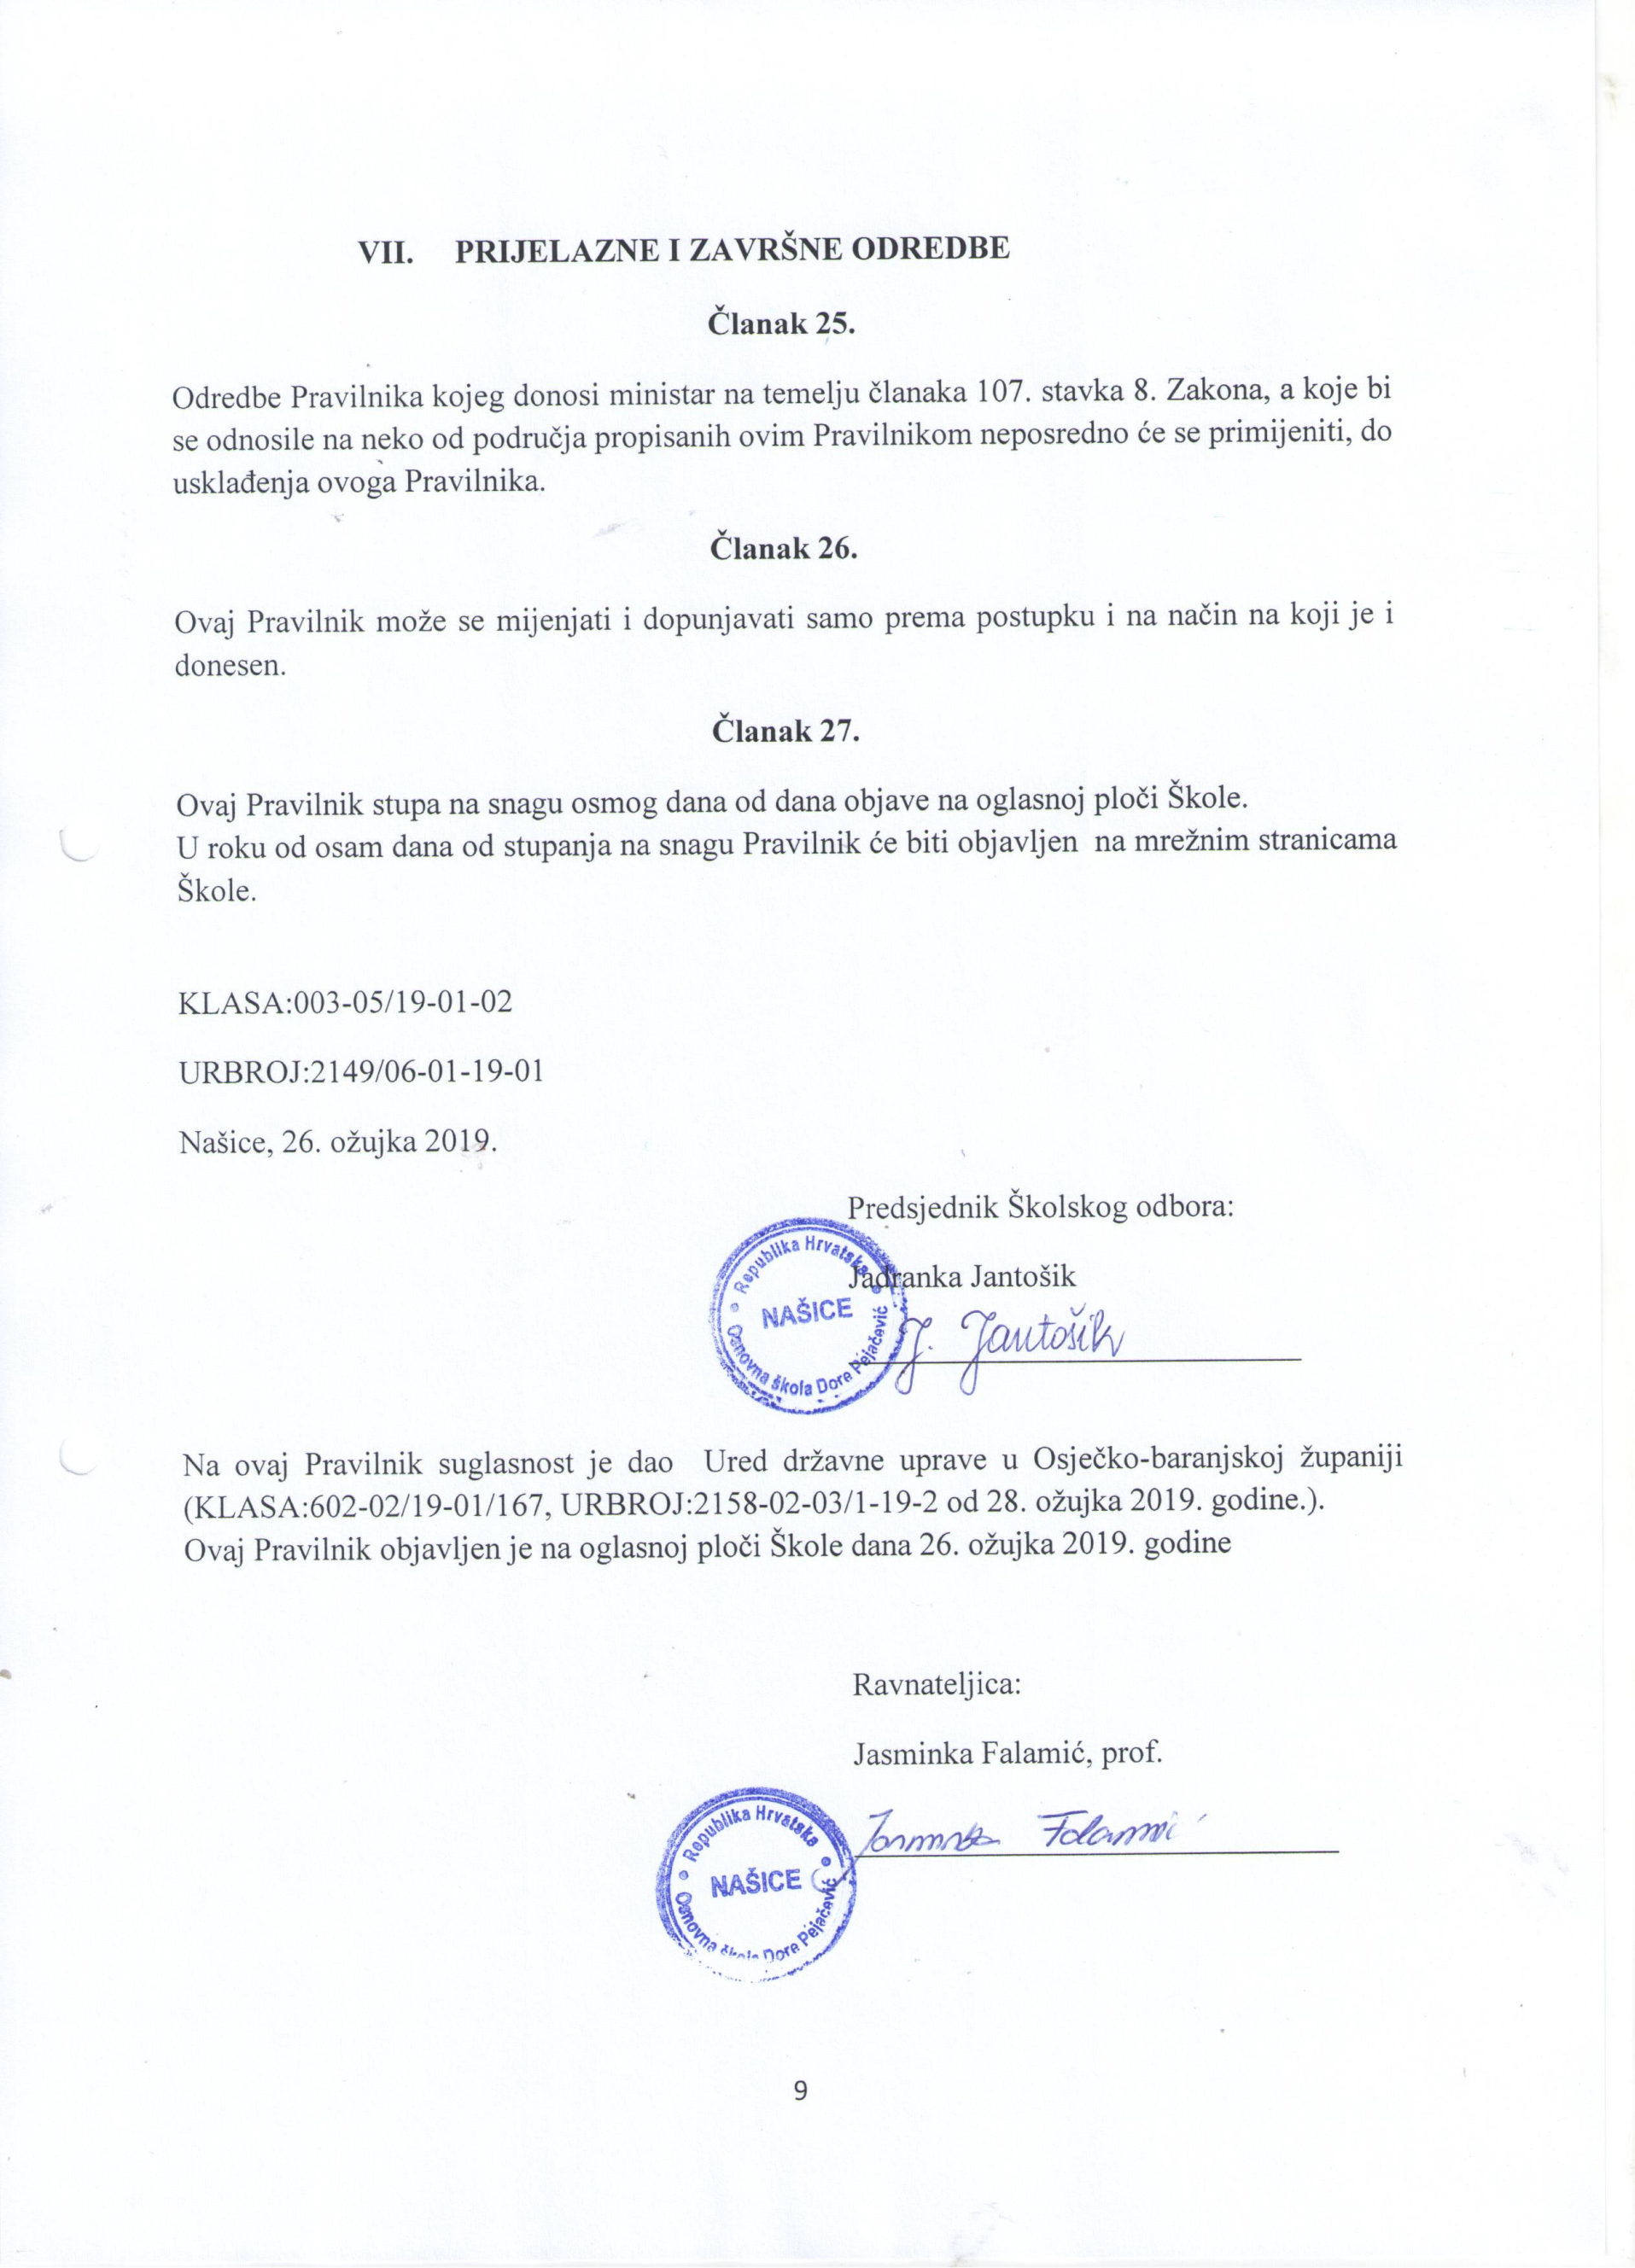 VII. PRIJELAZNE I ZAVRŠNE ODREDBE
Članak 25.
Odredbe Pravilnika kojeg donosi ministar na temelju članaka 107. stavka 8. Zakona, a koje bi
se odnosile na neko od područja propisanih ovim Pravilnikom neposredno će se primijeniti, do
usklađenja ovoga Pravilnika.
Članak 26.
Ovaj Pravilnik može se mijenjati i dopunjavati samo prema postupku i na način na koji je i
donesen.
Članak 27.
Ovaj Pravilnik stupa na snagu osmog dana od dana objave na oglasnoj ploči Škole.
U roku od osam dana od stupanja na snagu Pravilnik će biti objavljen na mrežnim stranicama
Škole.
KLASA:003-05/19-01-02
URBROJ:2149/06-01-19-01
Našice, 26. ožujka 2019.
Predsjednik Školskog odbora:
Jadranka Jantošik
Republika Hrvatska
NAŠICE
Osnovna škola Dore Pejačević
J. Jantošik
Na ovaj Pravilnik suglasnost je dao Ured državne uprave u Osječko-baranjskoj županiji
(KLASA:602-02/19-01/167, URBROJ:2158-02-03/1-19-2 od 28. ožujka 2019. godine.).
Ovaj Pravilnik objavljen je na oglasnoj ploči Škole dana 26. ožujka 2019. godine
Ravnateljica:
Jasminka Falamić, prof.
Jasminka Falamić
Republika Hrvatska
NAŠICE
Osnovna škola Dore Pejačević
9